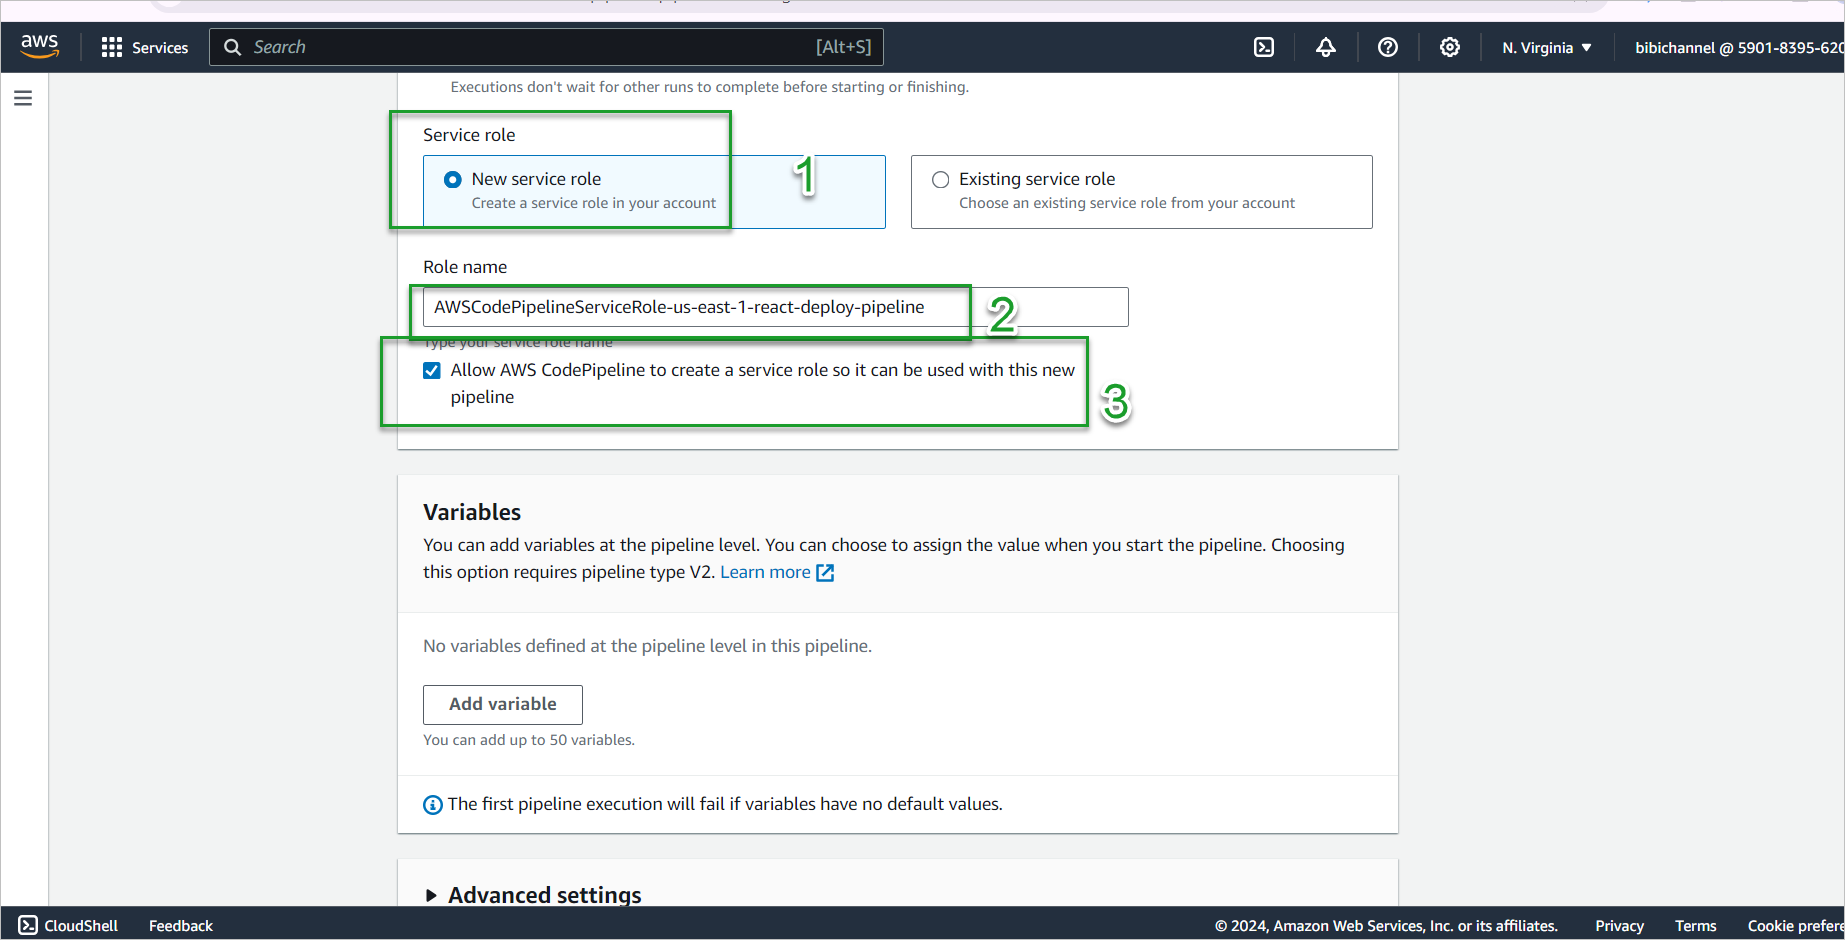 aws
Services
Search
[Alt+S]
N. Virginia
bibichannel @ 5901-8395-620
Executions don't wait for other runs to complete before starting or finishing.
Service role
New service role
Create a service role in your account
1
Existing service role
Choose an existing service role from your account
Role name
AWSCodePipelineServiceRole-us-east-1-react-deploy-pipeline
2
Type your service role name
Allow AWS CodePipeline to create a service role so it can be used with this new
pipeline
3
Variables
You can add variables at the pipeline level. You can choose to assign the value when you start the pipeline. Choosing
this option requires pipeline type V2. Learn more
No variables defined at the pipeline level in this pipeline.
Add variable
You can add up to 50 variables.
The first pipeline execution will fail if variables have no default values.
Advanced settings
CloudShell
Feedback
© 2024, Amazon Web Services, Inc. or its affiliates.
Privacy
Terms
Cookie prefere